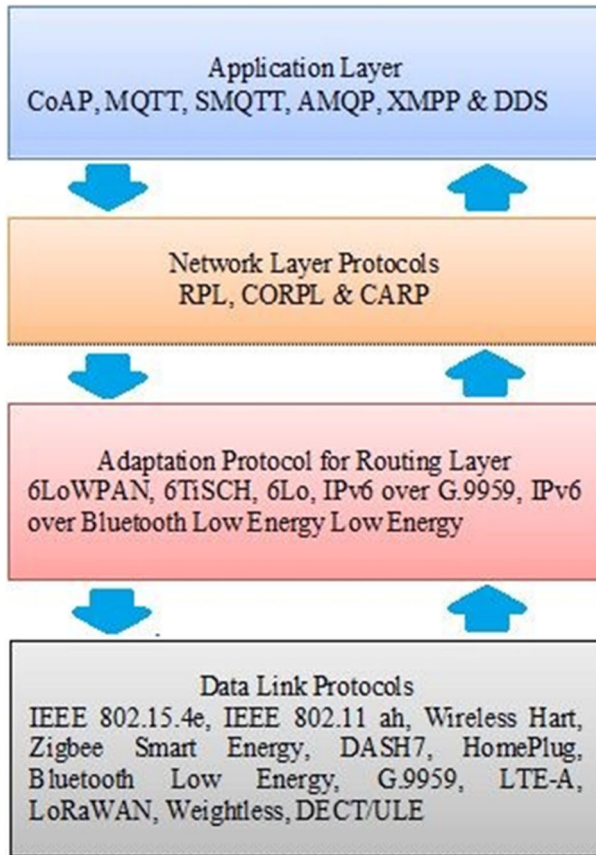 Application Layer
CoAP, MQTT, SMQTT, AMQP, XMPP & DDS
Network Layer Protocols
RPL, CORPL & CARP
Adaptation Protocol for Routing Layer
6LoWPAN, 6TiSCH, 6Lo, IPv6 over G.9959, IPv6
over Bluetooth Low Energy Low Energy
Data Link Protocols
IEEE 802.15.4e, IEEE 802.11 ah, Wireless Hart,
Zigbee Smart Energy, DASH7, HomePlug,
Bluetooth Low Energy, G.9959, LTE-A,
LoRaWAN, Weightless, DECT/ULE